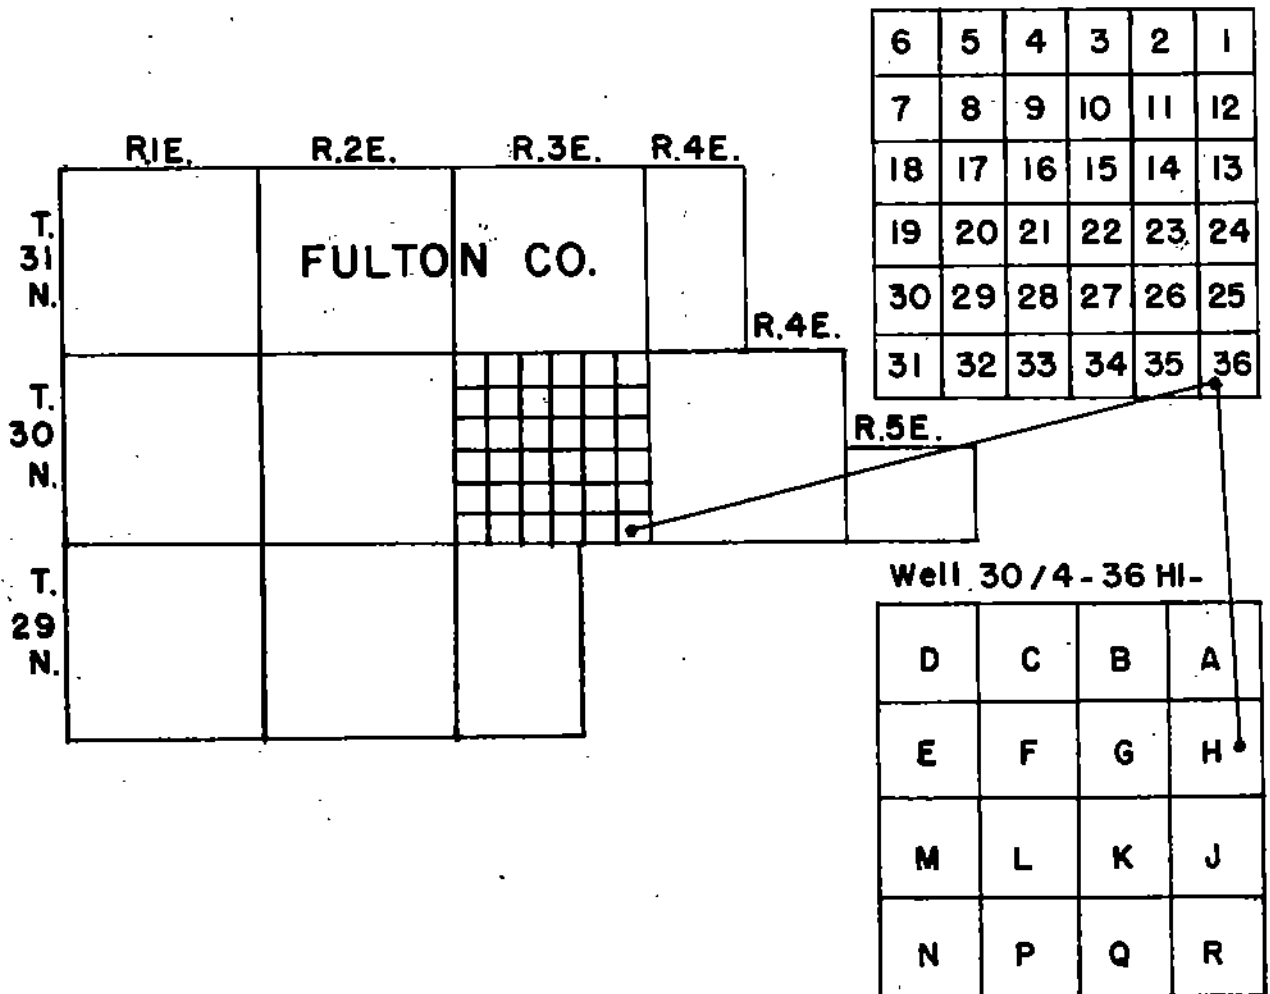 R.1E. R.2E. R.3E. R.4E.
T. 31 N.
FULTON CO.
R.4E.
T. 30 N.
R.5E.
T. 29 N.
6 5 4 3 2 1
7 8 9 10 11 12
18 17 16 15 14 13
19 20 21 22 23 24
30 29 28 27 26 25
31 32 33 34 35 36
Well 30/4-36 H1-
D C B A
E F G H
M L K J
N P Q R